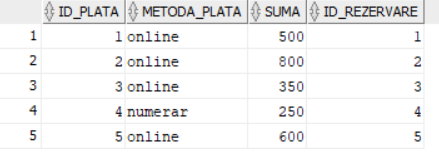 ID_PLATA METODA_PLATA SUMA ID_REZERVARE
1 1 online 500 1
2 2 online 800 2
3 3 online 350 3
4 4 numerar 250 4
5 5 online 600 5